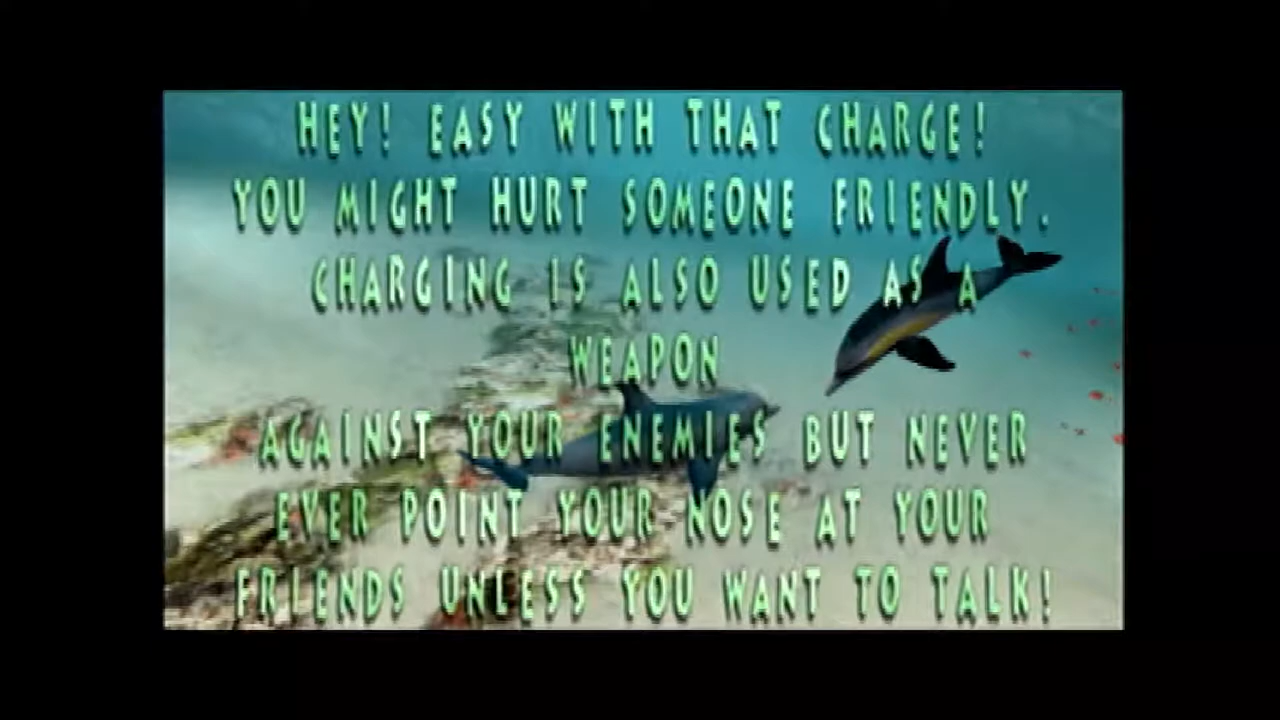 HEY! EASY WITH THAT CHARGE!
YOU MIGHT HURT SOMEONE FRIENDLY.
CHARGING IS ALSO USED AS A
WEAPON
AGAINST YOUR ENEMIES BUT NEVER
EVER POINT YOUR NOSE AT YOUR
FRIENDS UNLESS YOU WANT TO TALK!